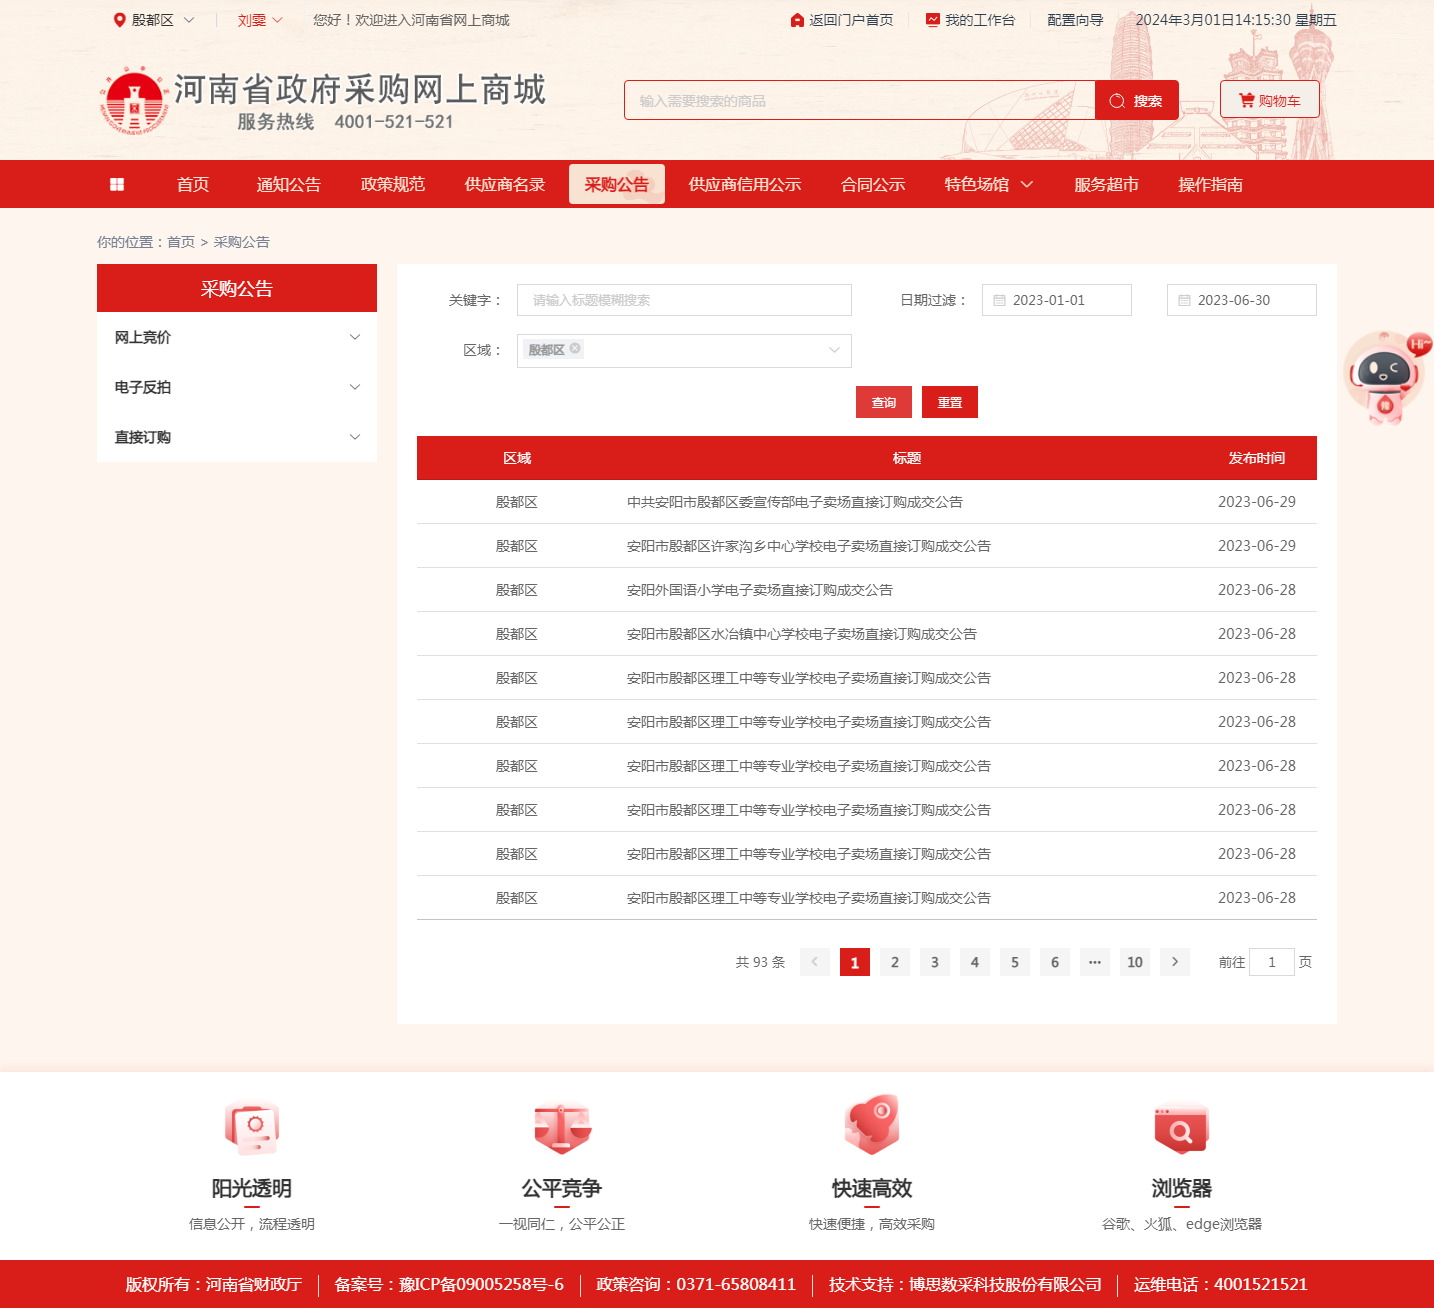 殷都区 刘雯 您好！欢迎进入河南省网上商城 返回门户首页 我的工作台 配置向导 2024年3月01日14:15:30 星期五
河南省政府采购网上商城
服务热线 4001-521-521
输入需要搜索的商品 搜索 购物车
首页 通知公告 政策规范 供应商名录 采购公告 供应商信用公示 合同公示 特色场馆 服务超市 操作指南
你的位置：首页 > 采购公告
采购公告
网上竞价
电子反拍
直接订购
关键字： 请输入标题模糊搜索 日期过滤： 2023-01-01 2023-06-30
区域： 殷都区
查询 重置
区域 标题 发布时间
殷都区 中共安阳市殷都区委宣传部电子卖场直接订购成交公告 2023-06-29
殷都区 安阳市殷都区许家沟乡中心学校电子卖场直接订购成交公告 2023-06-29
殷都区 安阳外国语小学电子卖场直接订购成交公告 2023-06-28
殷都区 安阳市殷都区水冶镇中心学校电子卖场直接订购成交公告 2023-06-28
殷都区 安阳市殷都区理工中等专业学校电子卖场直接订购成交公告 2023-06-28
殷都区 安阳市殷都区理工中等专业学校电子卖场直接订购成交公告 2023-06-28
殷都区 安阳市殷都区理工中等专业学校电子卖场直接订购成交公告 2023-06-28
殷都区 安阳市殷都区理工中等专业学校电子卖场直接订购成交公告 2023-06-28
殷都区 安阳市殷都区理工中等专业学校电子卖场直接订购成交公告 2023-06-28
殷都区 安阳市殷都区理工中等专业学校电子卖场直接订购成交公告 2023-06-28
共 93 条 1 2 3 4 5 6 ··· 10 前往 1 页
Hi~
阳光透明 公平竞争 快速高效 浏览器
信息公开，流程透明 一视同仁，公平公正 快速便捷，高效采购 谷歌、火狐、edge浏览器
版权所有：河南省财政厅 备案号：豫ICP备09005258号-6 政策咨询：0371-65808411 技术支持：博思数采科技股份有限公司 运维电话：4001521521